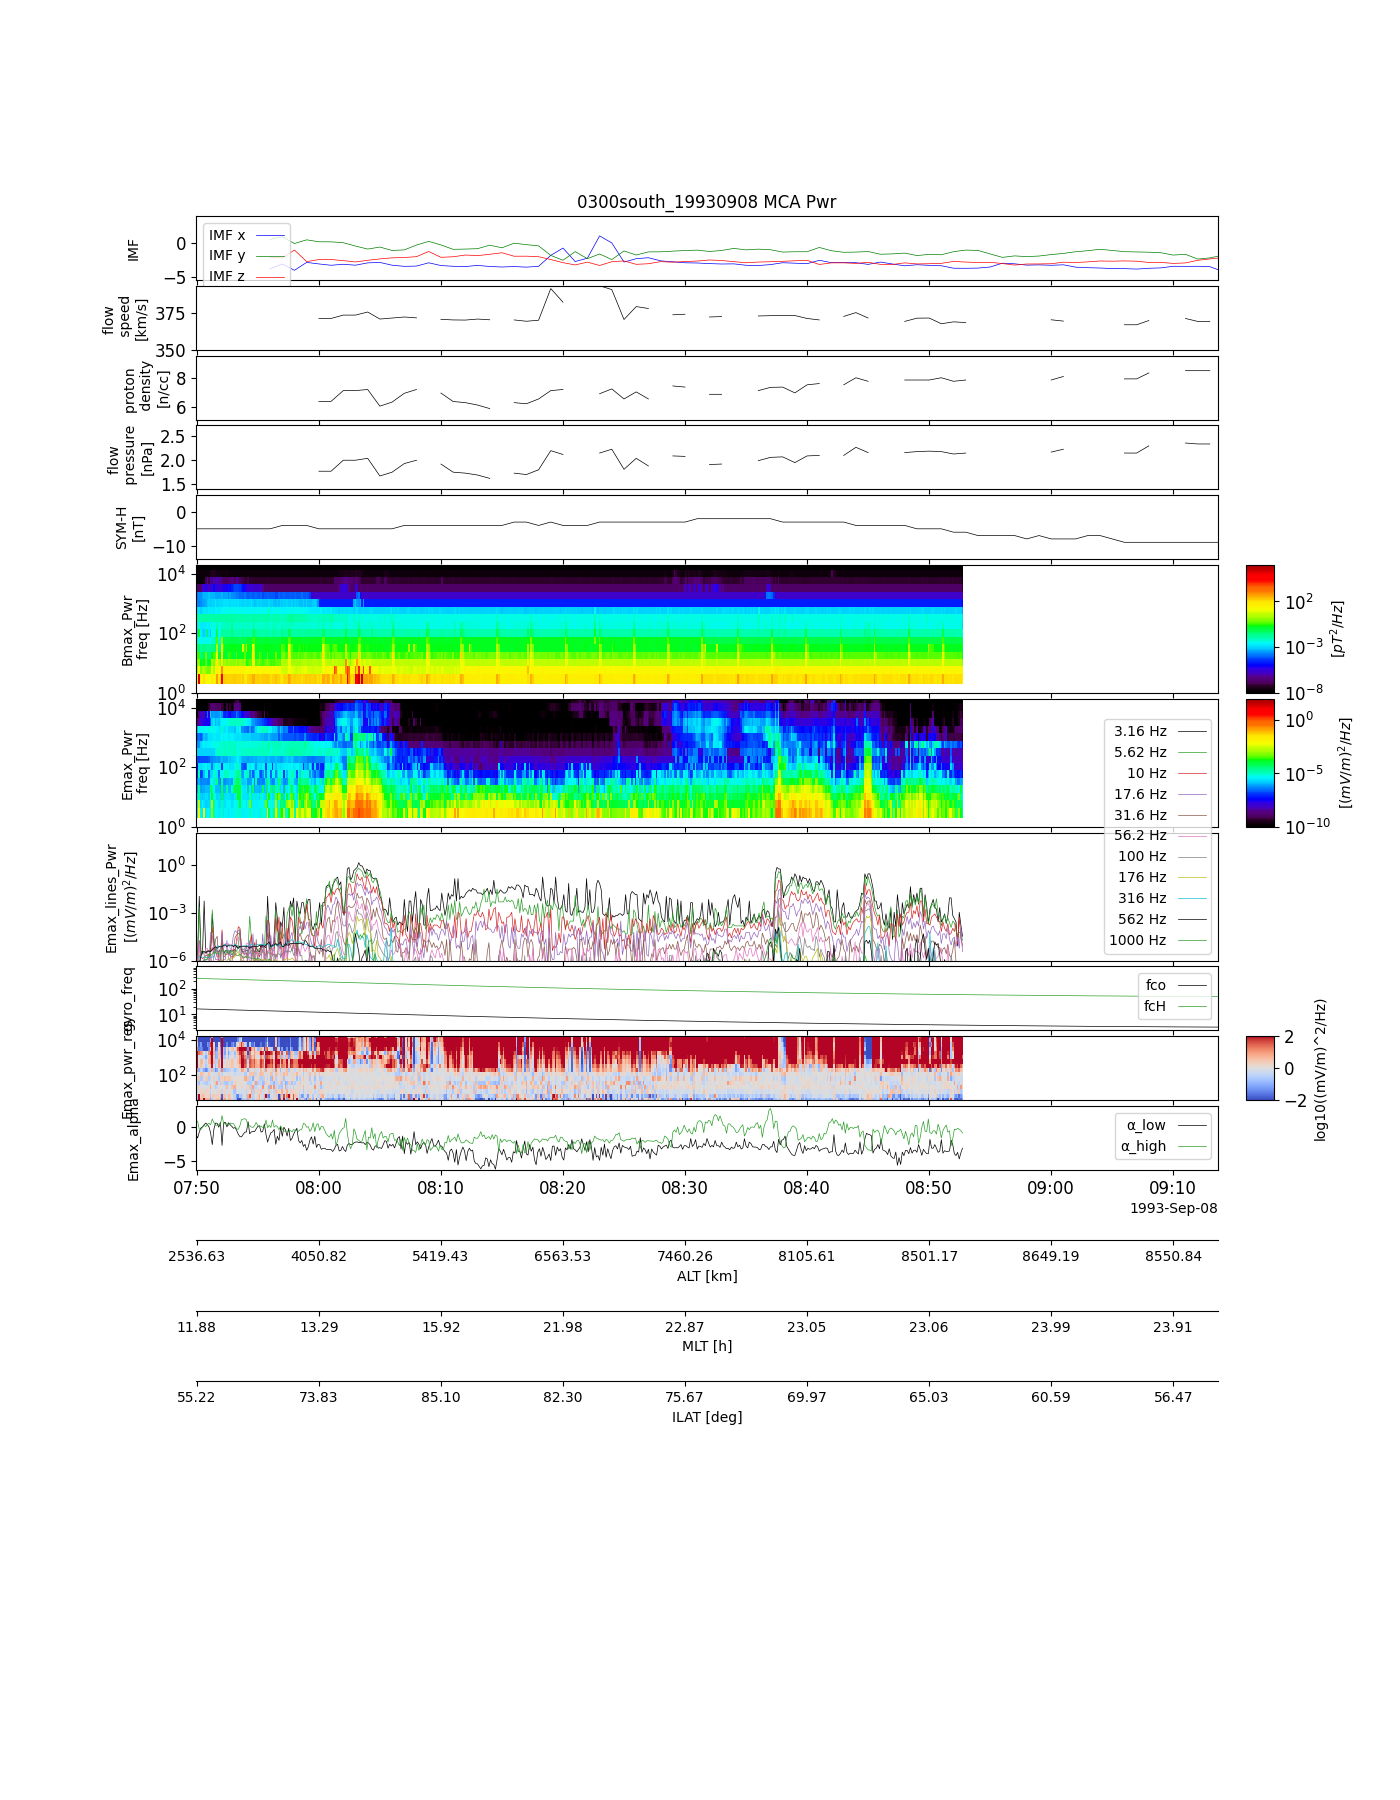 0300south_19930908 MCA Pwr
IMF
0
−5
IMF x
IMF y
IMF z
flow speed [km/s]
375
350
proton density [n/cc]
8
6
flow pressure [nPa]
2.5
2.0
1.5
SYM-H [nT]
0
−10
Bmax_Pwr freq [Hz]
10^4
10^2
10^0
10^2
10^−3
10^−8
[pT^2/Hz]
Emax_Pwr freq [Hz]
10^4
10^2
10^0
10^0
10^−5
10^−10
[(mV/m)^2/Hz]
3.16 Hz
5.62 Hz
10 Hz
17.6 Hz
31.6 Hz
56.2 Hz
100 Hz
176 Hz
316 Hz
562 Hz
1000 Hz
Emax_lines_Pwr [(mV/m)^2/Hz]
10^0
10^−3
10^−6
gyro_freq
10^2
10^1
fco
fcH
Emax_pwr_reg
10^4
10^2
2
0
−2
log10((mV/m)^2/Hz)
Emax_alpha
0
−5
α_low
α_high
07:50 08:00 08:10 08:20 08:30 08:40 08:50 09:00 09:10
1993-Sep-08
2536.63 4050.82 5419.43 6563.53 7460.26 8105.61 8501.17 8649.19 8550.84
ALT [km]
11.88 13.29 15.92 21.98 22.87 23.05 23.06 23.99 23.91
MLT [h]
55.22 73.83 85.10 82.30 75.67 69.97 65.03 60.59 56.47
ILAT [deg]